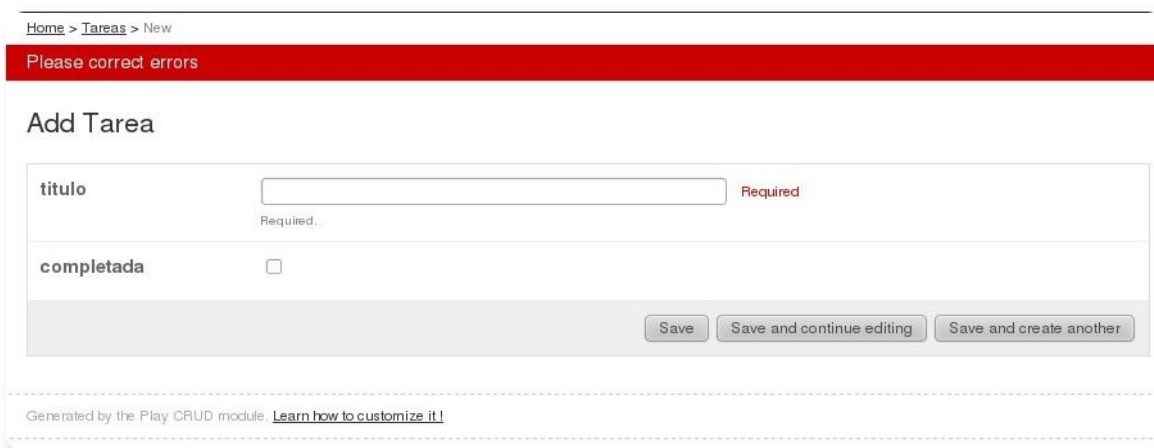 Home > Tareas > New
Please correct errors
Add Tarea
titulo Required
Required.
completada
Save Save and continue editing Save and create another
Generated by the Play CRUD module. Learn how to customize it !